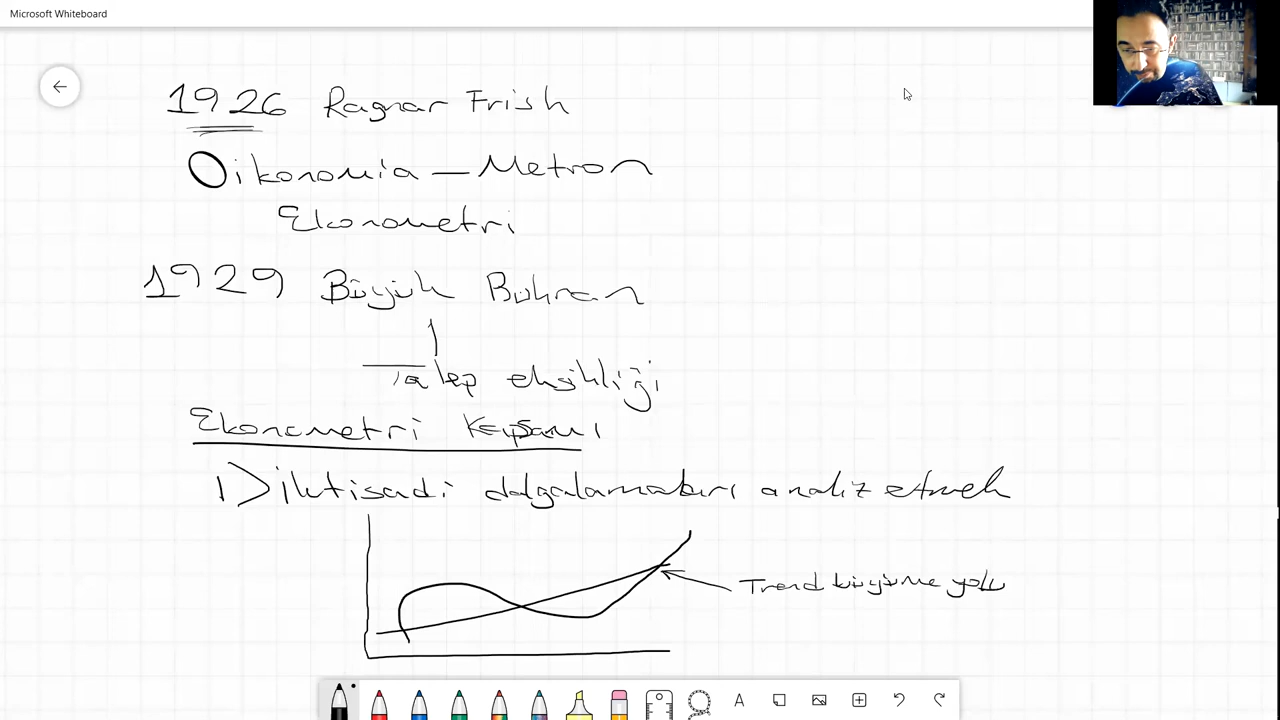 Microsoft Whiteboard
1926 Ragnar Frish
Oikonomia - Metron
Ekonometri
1929 Büyük Buhran
Talep eksikliği
Ekonometri Kapsamı
1) İktisadi dalgalanmaları analiz etmek
Trend büyüme yolu
A